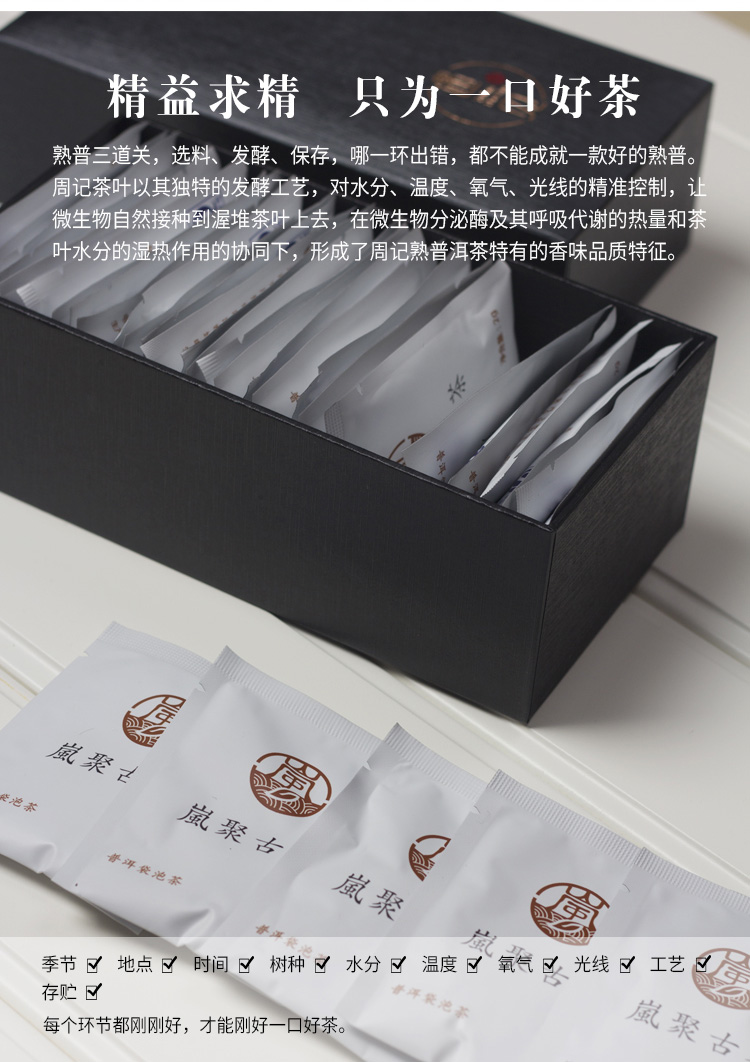 精益求精 只为一口好茶
熟普三道关，选料、发酵、保存，哪一环出错，都不能成就一款好的熟普。
周记茶叶以其独特的发酵工艺，对水分、温度、氧气、光线的精准控制，让
微生物自然接种到渥堆茶叶上去，在微生物分泌酶及其呼吸代谢的热量和茶
叶水分的湿热作用的协同下，形成了周记熟普洱茶特有的香味品质特征。
茶
嵐聚古
袋泡茶
嵐
嵐聚古
普洱袋泡茶
嵐聚
普洱袋泡
嵐
嵐聚古
普洱袋泡茶
嵐聚古
季节 ☑ 地点 ☑ 时间 ☑ 树种 ☑ 水分 ☑ 温度 ☑ 氧气 ☑ 光线 ☑ 工艺 ☑
存贮 ☑
每个环节都刚刚好，才能刚好一口好茶。